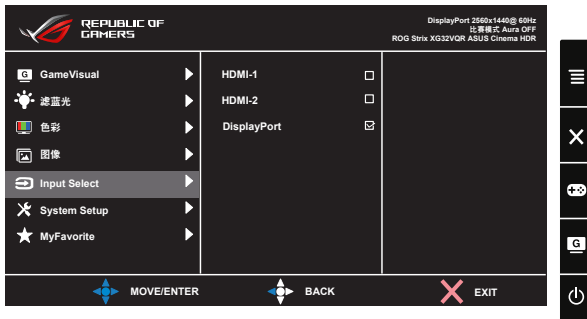 REPUBLIC OF
GAMERS
DisplayPort 2560x1440@ 60Hz
比赛模式 Aura OFF
ROG Strix XG32VQR ASUS Cinema HDR
G GameVisual
HDMI-1
滤蓝光
HDMI-2
色彩
DisplayPort
图像
Input Select
System Setup
MyFavorite
G
MOVE/ENTER
BACK
EXIT